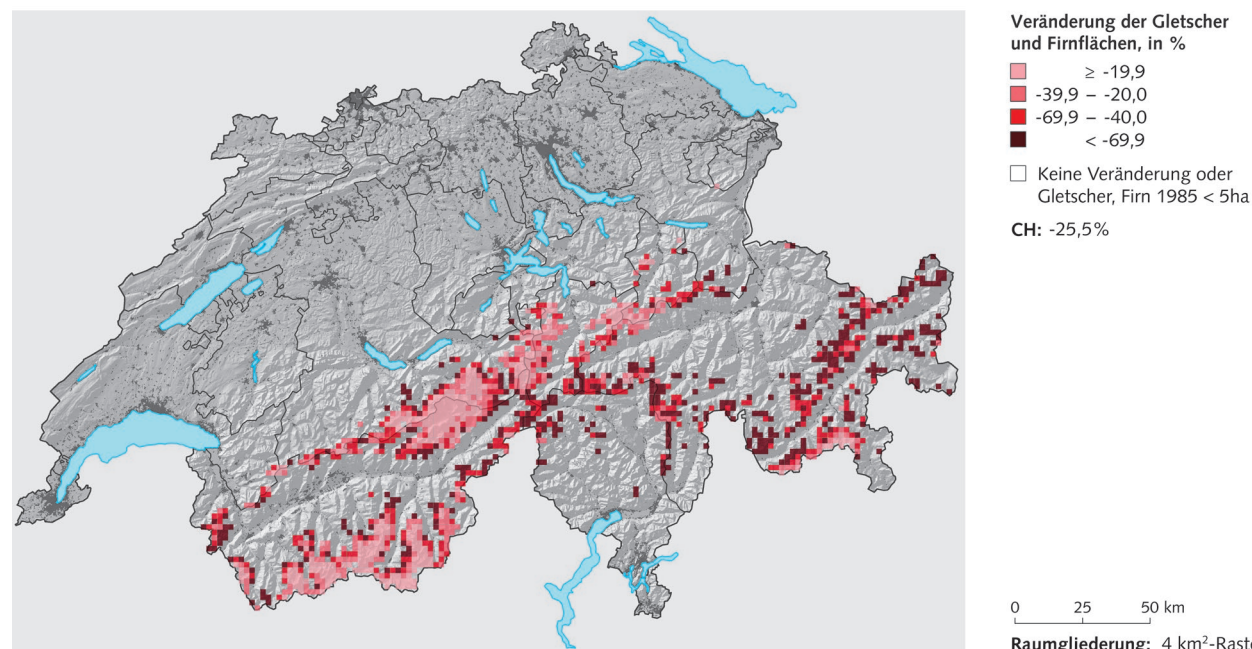 Veränderung der Gletscher
und Firnflächen, in %
≥ -19,9
-39,9 – -20,0
-69,9 – -40,0
< -69,9
Keine Veränderung oder
Gletscher, Firn 1985 < 5ha
CH: -25,5%
0 25 50 km
Raumgliederung: 4 km²-Raste